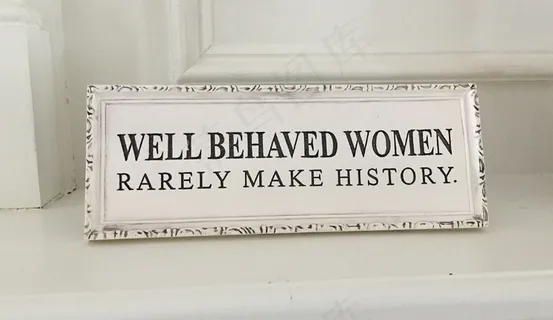 WELL BEHAVED WOMEN
RARELY MAKE HISTORY.